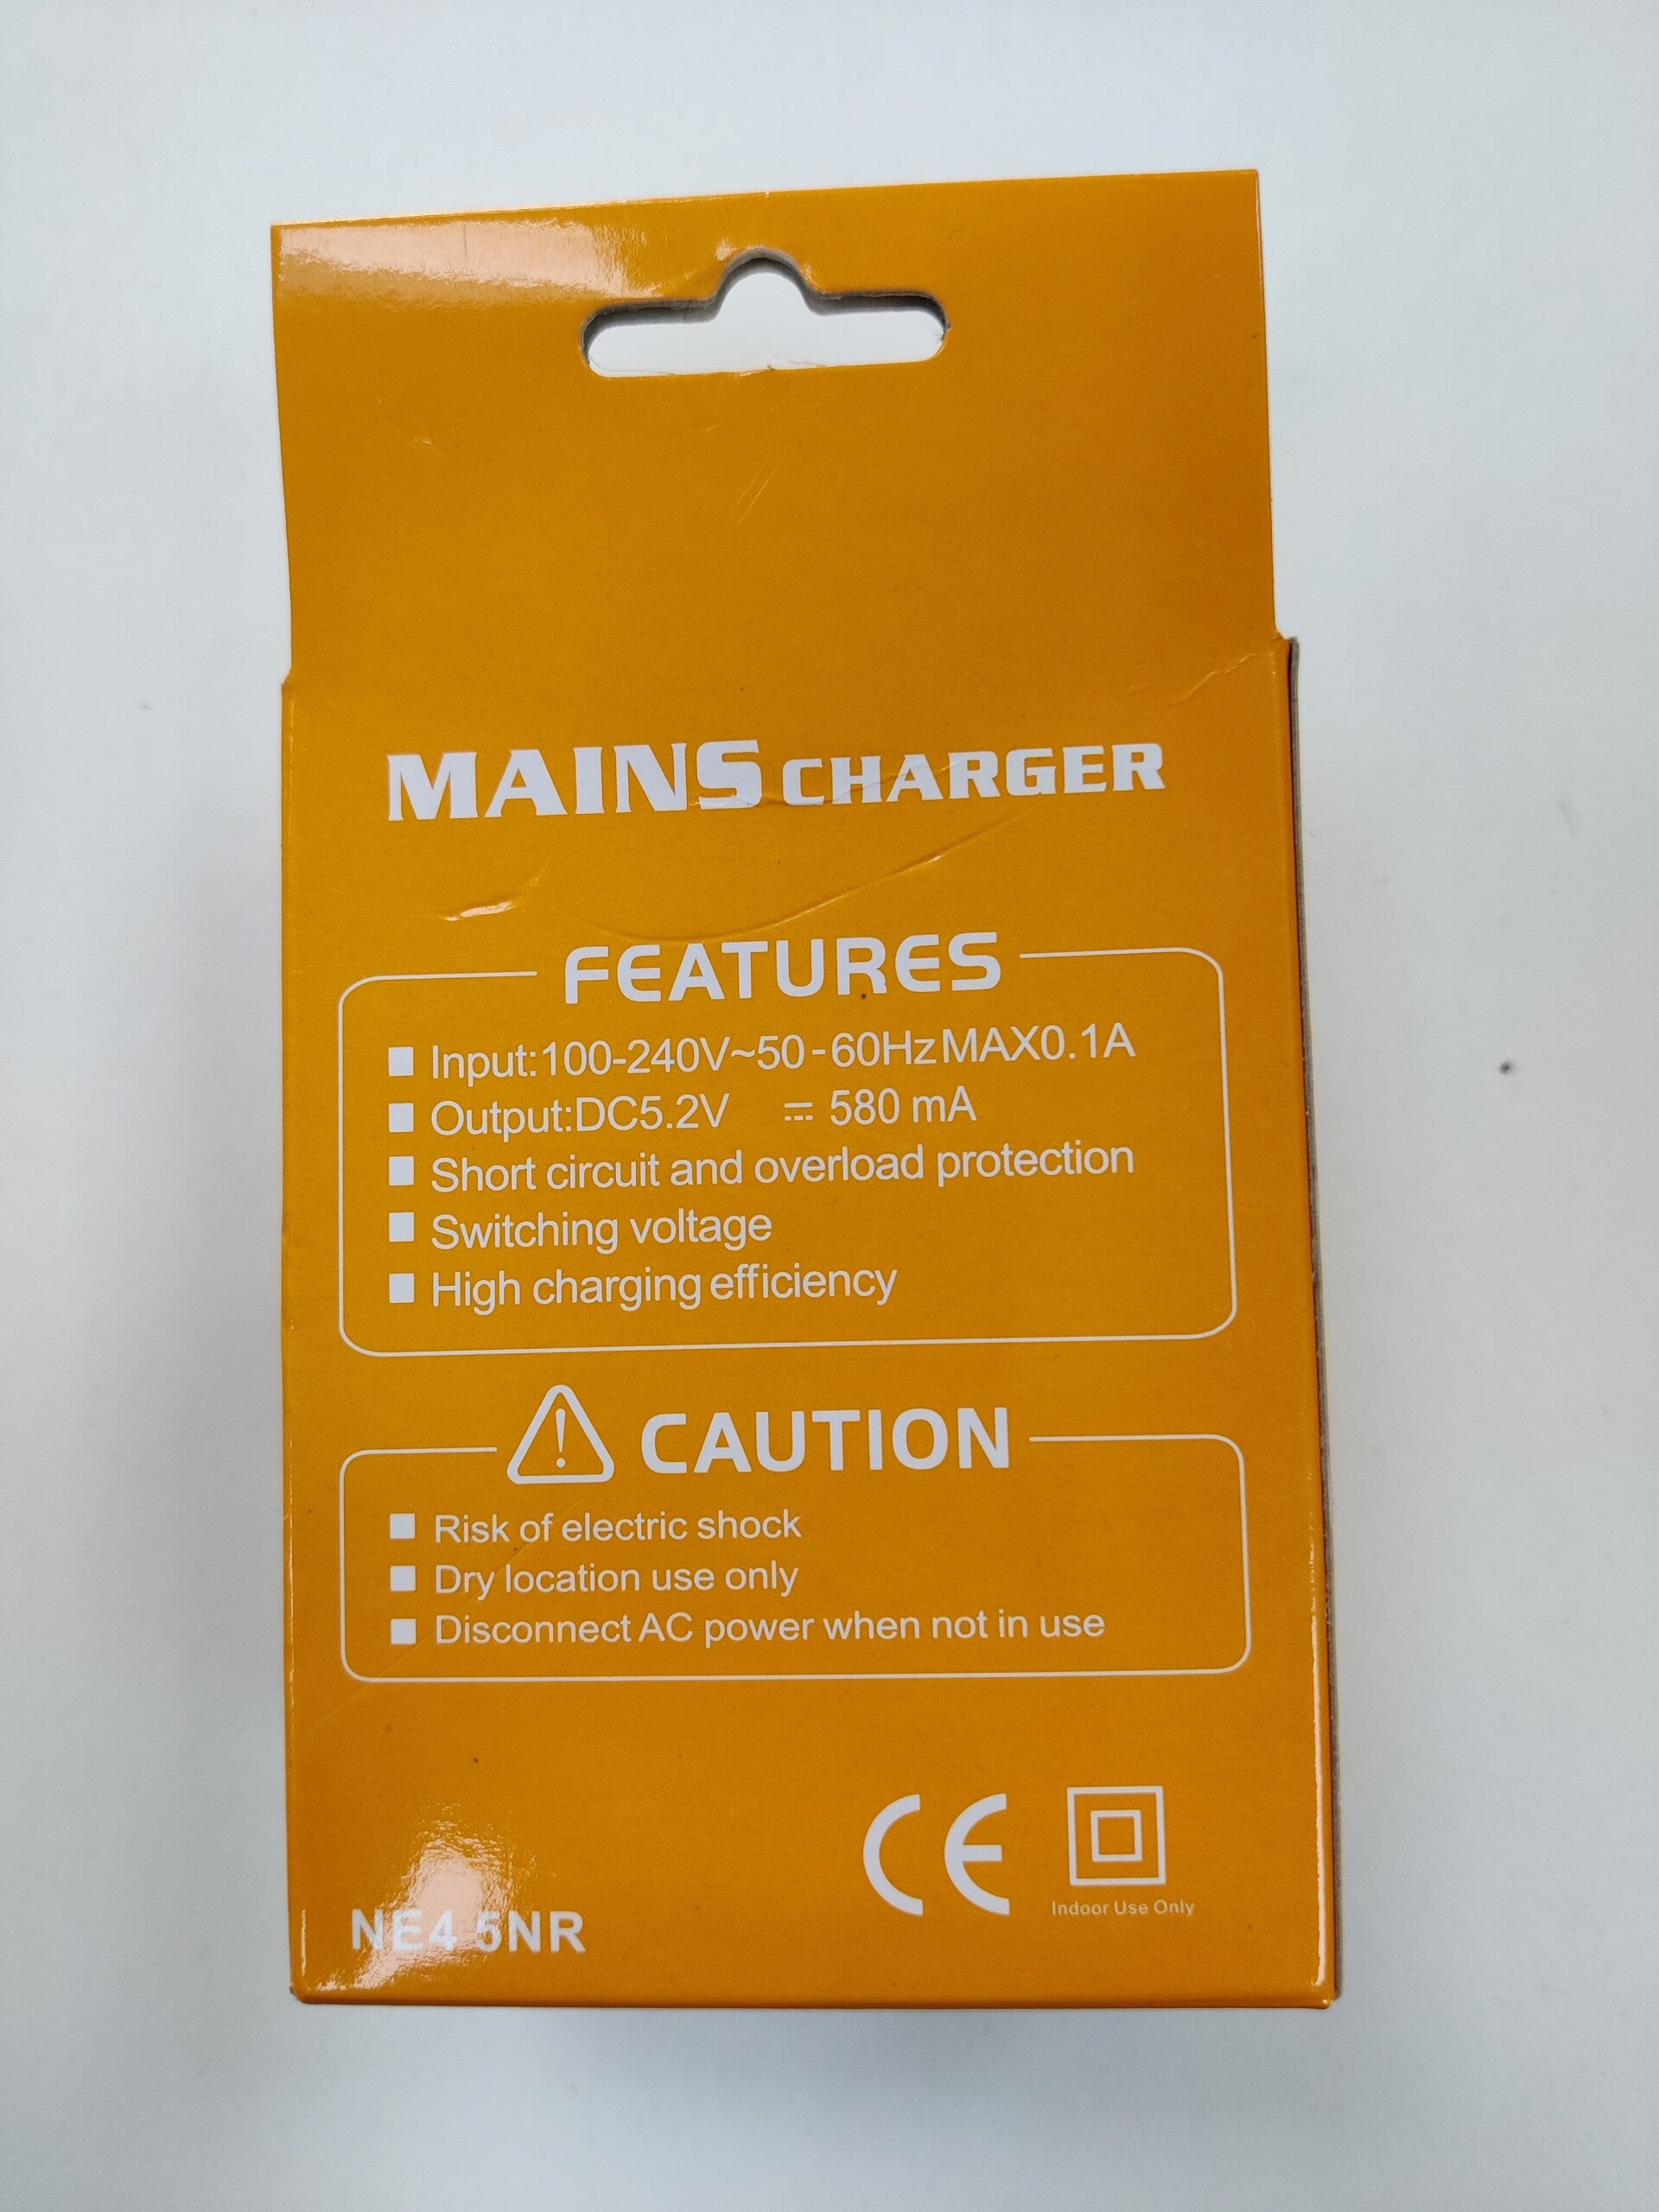 MAINS CHARGER
FEATURES
Input:100-240V~50-60HzMAX0.1A
Output:DC5.2V ⎓ 580 mA
Short circuit and overload protection
Switching voltage
High charging efficiency
CAUTION
Risk of electric shock
Dry location use only
Disconnect AC power when not in use
CE
Indoor Use Only
NE4 5NR